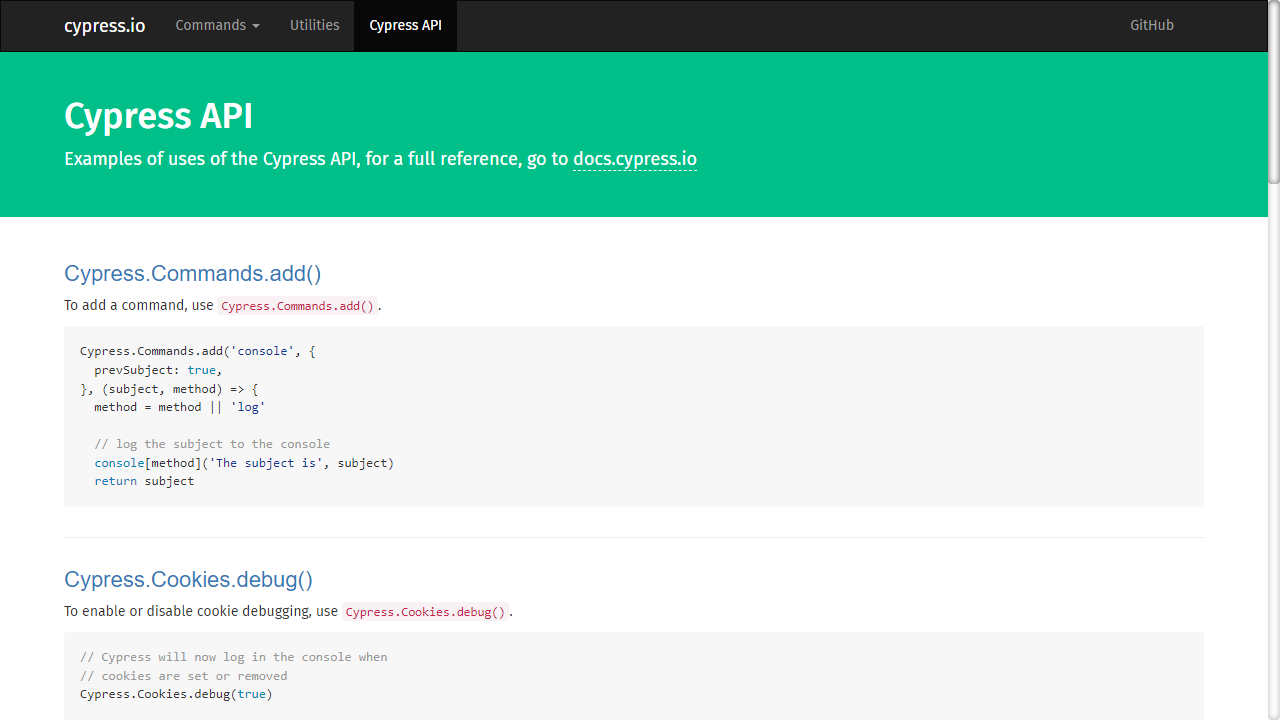 cypress.io Commands Utilities Cypress API GitHub
Cypress API
Examples of uses of the Cypress API, for a full reference, go to docs.cypress.io
Cypress.Commands.add()
To add a command, use Cypress.Commands.add().
Cypress.Commands.add('console', {
  prevSubject: true,
}, (subject, method) => {
  method = method || 'log'

  // log the subject to the console
  console[method]('The subject is', subject)
  return subject
Cypress.Cookies.debug()
To enable or disable cookie debugging, use Cypress.Cookies.debug().
// Cypress will now log in the console when
// cookies are set or removed
Cypress.Cookies.debug(true)